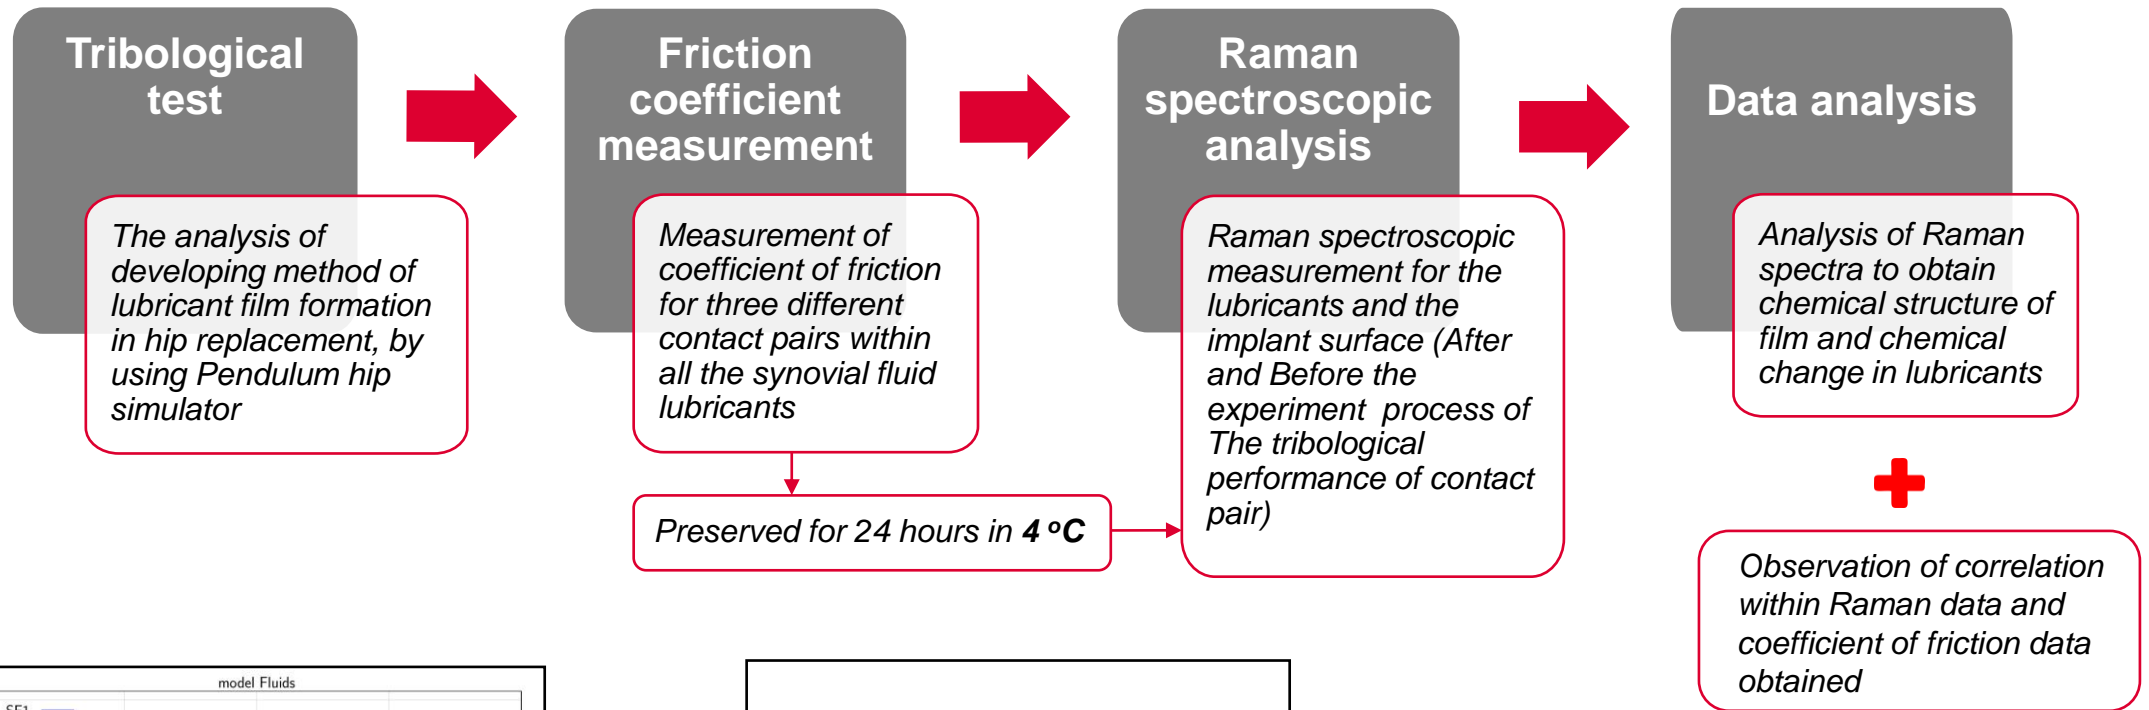 Tribological
test
The analysis of
developing method of
lubricant film formation
in hip replacement, by
using Pendulum hip
simulator
Friction
coefficient
measurement
Measurement of
coefficient of friction
for three different
contact pairs within
all the synovial fluid
lubricants
Preserved for 24 hours in 4 ºC
Raman
spectroscopic
analysis
Raman spectroscopic
measurement for the
lubricants and the
implant surface (After
and Before the
experiment process of
The tribological
performance of contact
pair)
Data analysis
Analysis of Raman
spectra to obtain
chemical structure of
film and chemical
change in lubricants
Observation of correlation
within Raman data and
coefficient of friction data
obtained
model Fluids
SF1